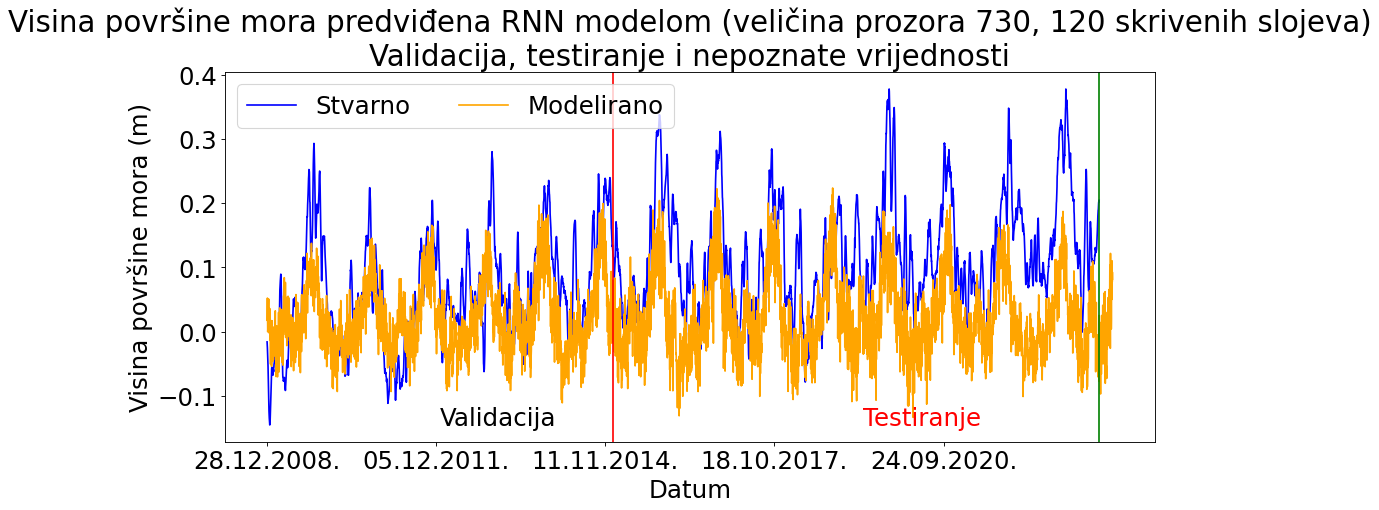 Visina površine mora predviđena RNN modelom (veličina prozora 730, 120 skrivenih slojeva)
Validacija, testiranje i nepoznate vrijednosti
Stvarno
Modelirano
Visina površine mora (m)
0.4
0.3
0.2
0.1
0.0
−0.1
Validacija
Testiranje
28.12.2008.
05.12.2011.
11.11.2014.
18.10.2017.
24.09.2020.
Datum